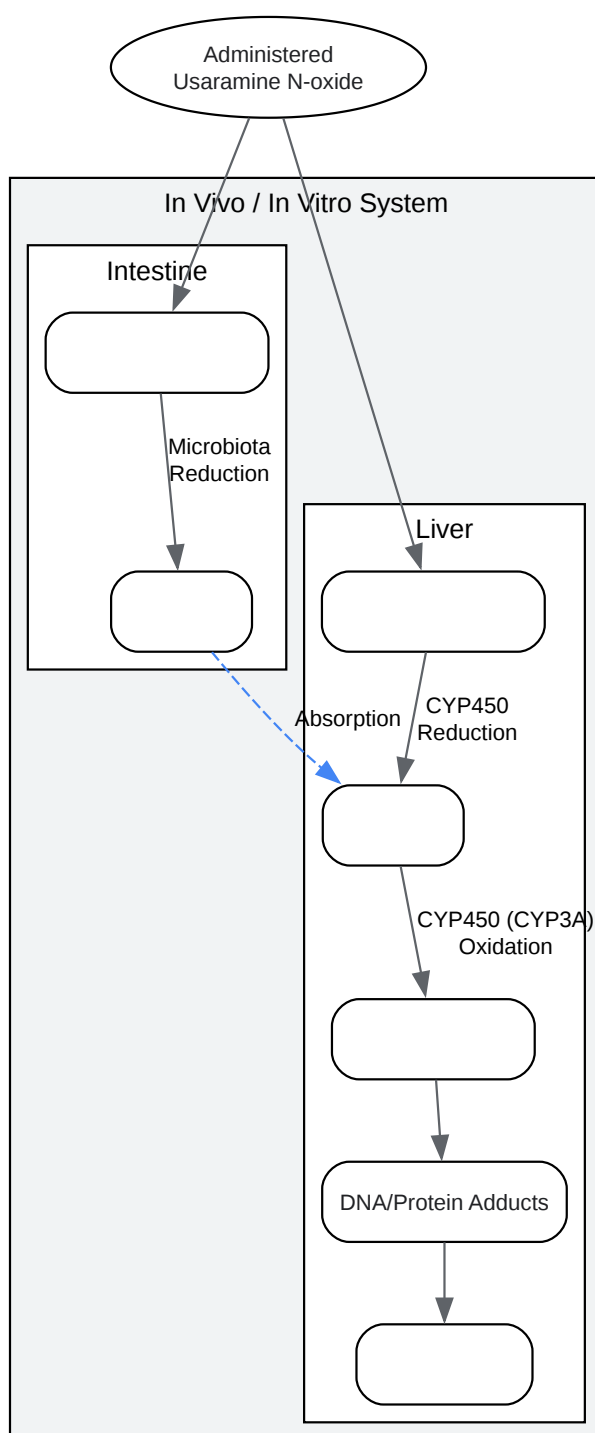 Administered
Usaramine N-oxide
In Vivo / In Vitro System
Intestine
Microbiota
Reduction
Liver
Absorption
CYP450
Reduction
CYP450 (CYP3A)
Oxidation
DNA/Protein Adducts